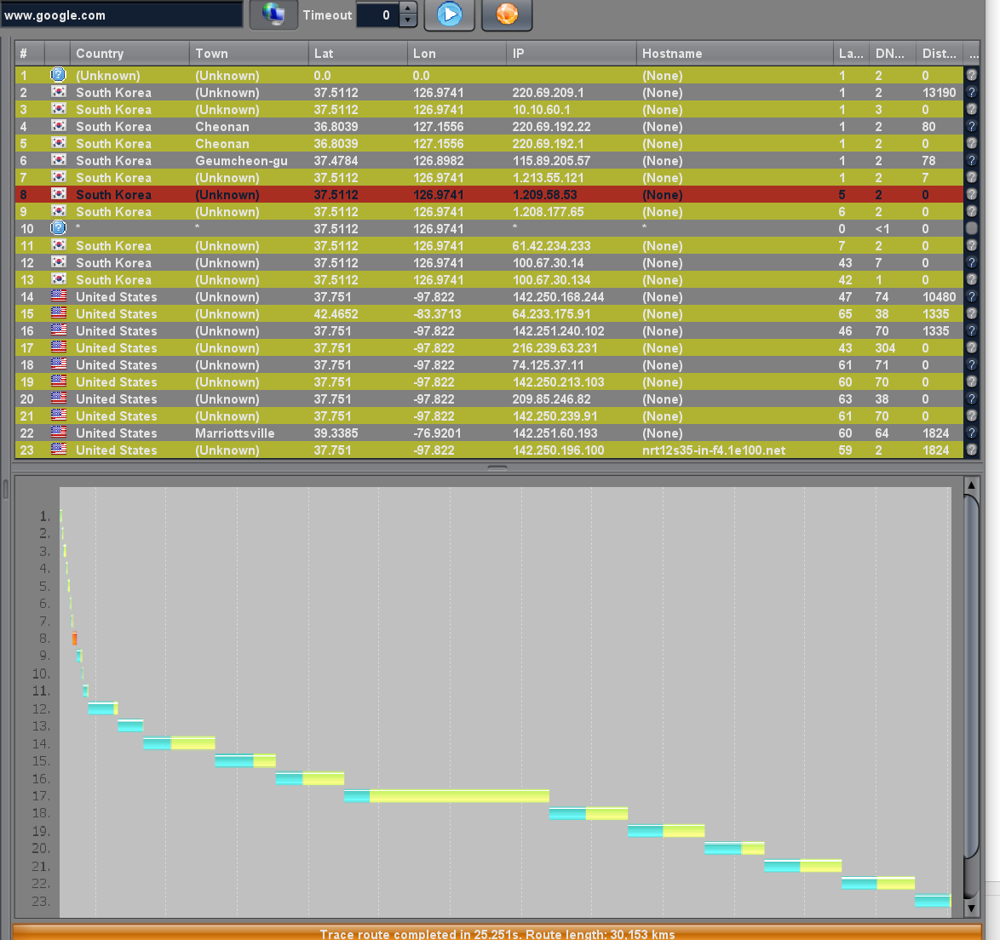 www.google.com Timeout 0
# Country Town Lat Lon IP Hostname La... DN... Dist... ...
1 (Unknown) (Unknown) 0.0 0.0 (None) 1 2 0
2 South Korea (Unknown) 37.5112 126.9741 220.69.209.1 (None) 1 2 13190
3 South Korea (Unknown) 37.5112 126.9741 10.10.60.1 (None) 1 3 0
4 South Korea Cheonan 36.8039 127.1556 220.69.192.22 (None) 1 2 80
5 South Korea Cheonan 36.8039 127.1556 220.69.192.1 (None) 1 2 0
6 South Korea Geumcheon-gu 37.4784 126.8982 115.89.205.57 (None) 1 2 78
7 South Korea (Unknown) 37.5112 126.9741 1.213.55.121 (None) 1 2 7
8 South Korea (Unknown) 37.5112 126.9741 1.209.58.53 (None) 5 2 0
9 South Korea (Unknown) 37.5112 126.9741 1.208.177.65 (None) 6 2 0
10 * * 37.5112 126.9741 * * 0 <1 0
11 South Korea (Unknown) 37.5112 126.9741 61.42.234.233 (None) 7 2 0
12 South Korea (Unknown) 37.5112 126.9741 100.67.30.14 (None) 43 7 0
13 South Korea (Unknown) 37.5112 126.9741 100.67.30.134 (None) 42 1 0
14 United States (Unknown) 37.751 -97.822 142.250.168.244 (None) 47 74 10480
15 United States (Unknown) 42.4652 -83.3713 64.233.175.91 (None) 65 38 1335
16 United States (Unknown) 37.751 -97.822 142.251.240.102 (None) 46 70 1335
17 United States (Unknown) 37.751 -97.822 216.239.63.231 (None) 43 304 0
18 United States (Unknown) 37.751 -97.822 74.125.37.11 (None) 61 71 0
19 United States (Unknown) 37.751 -97.822 142.250.213.103 (None) 60 70 0
20 United States (Unknown) 37.751 -97.822 209.85.246.82 (None) 63 38 0
21 United States (Unknown) 37.751 -97.822 142.250.239.91 (None) 61 70 0
22 United States Marriottsville 39.3385 -76.9201 142.251.60.193 (None) 60 64 1824
23 United States (Unknown) 37.751 -97.822 142.250.196.100 nrt12s35-in-f4.1e100.net 59 2 1824
1.
2.
3.
4.
5.
6.
7.
8.
9.
10.
11.
12.
13.
14.
15.
16.
17.
18.
19.
20.
21.
22.
23.
Trace route completed in 25.251s. Route length: 30,153 kms